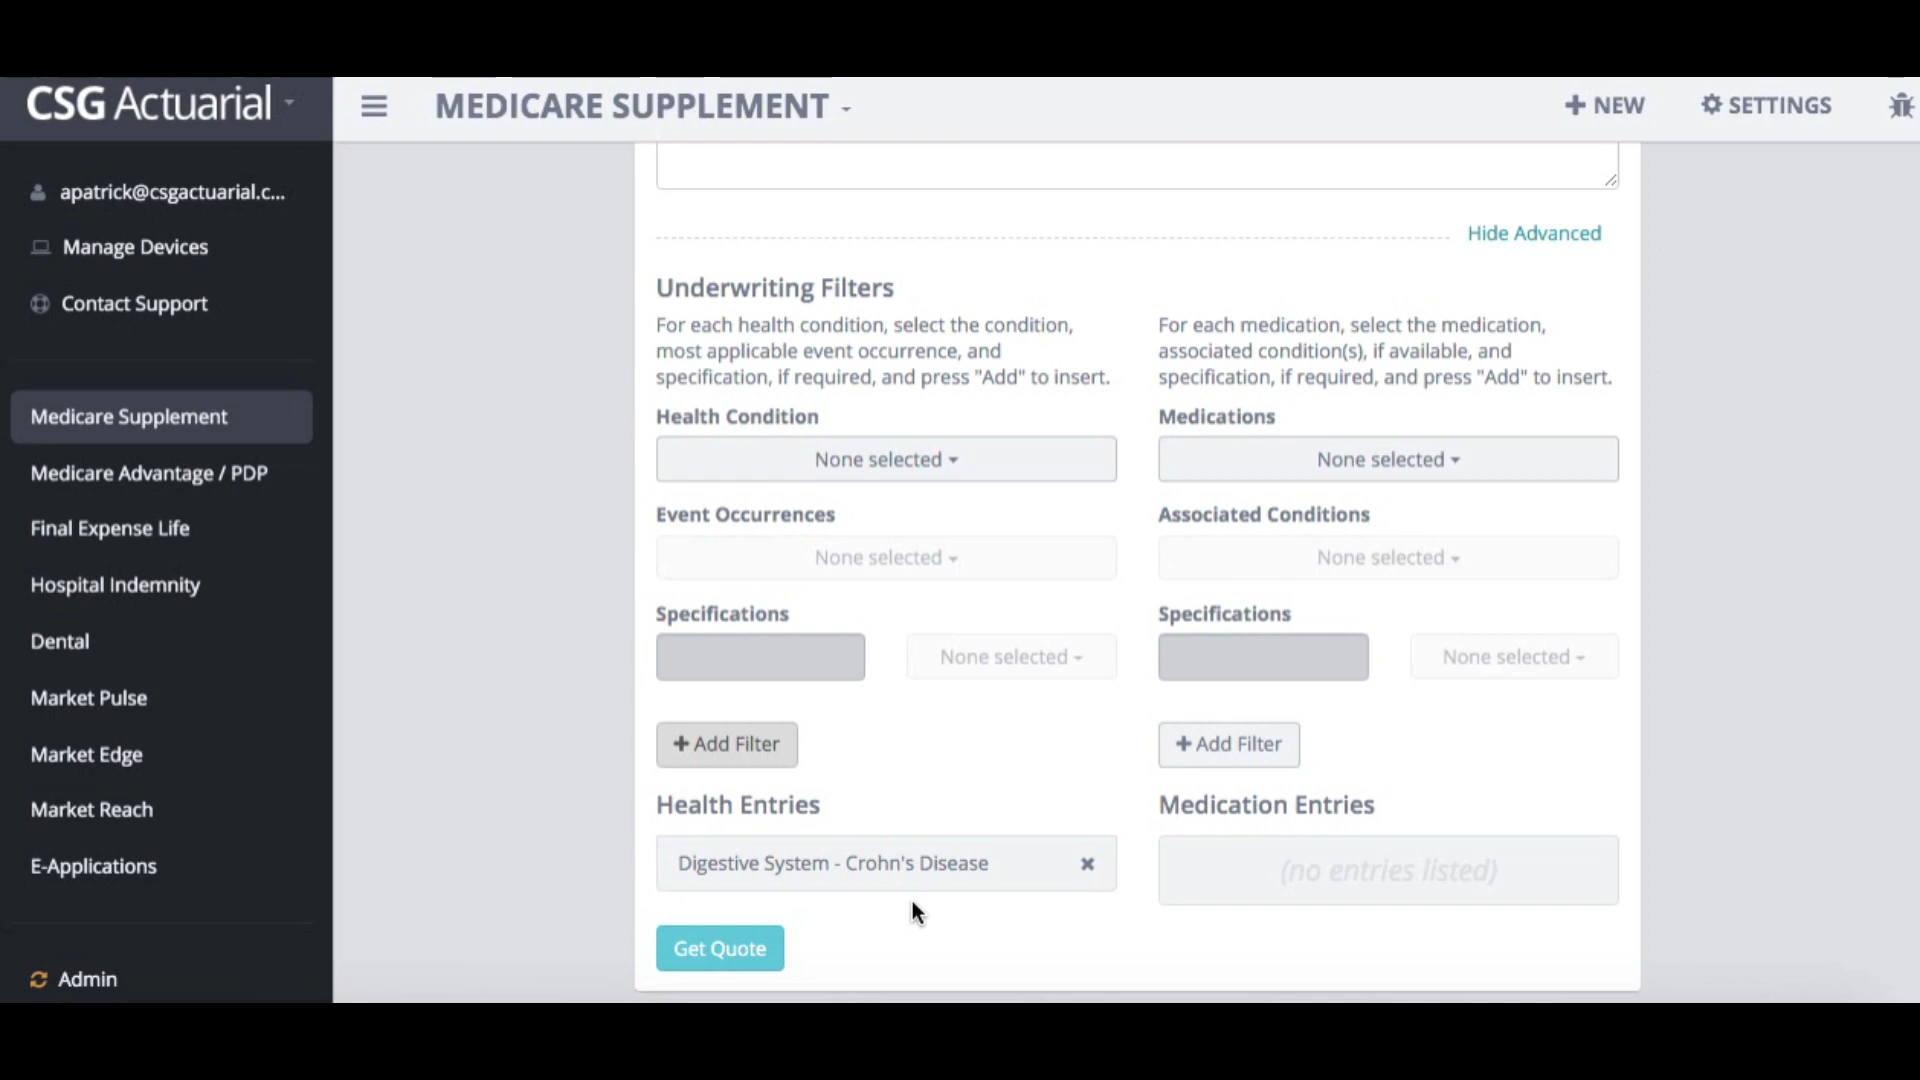 CSG Actuarial
MEDICARE SUPPLEMENT
NEW
SETTINGS
apatrick@csgactuarial.c...
Manage Devices
Contact Support
Medicare Supplement
Medicare Advantage / PDP
Final Expense Life
Hospital Indemnity
Dental
Market Pulse
Market Edge
Market Reach
E-Applications
Admin
Hide Advanced
Underwriting Filters
For each health condition, select the condition,
most applicable event occurrence, and
specification, if required, and press "Add" to insert.
Health Condition
None selected
Event Occurrences
None selected
Specifications
None selected
Add Filter
Health Entries
Digestive System - Crohn's Disease
Get Quote
For each medication, select the medication,
associated condition(s), if available, and
specification, if required, and press "Add" to insert.
Medications
None selected
Associated Conditions
None selected
Specifications
None selected
Add Filter
Medication Entries
(no entries listed)